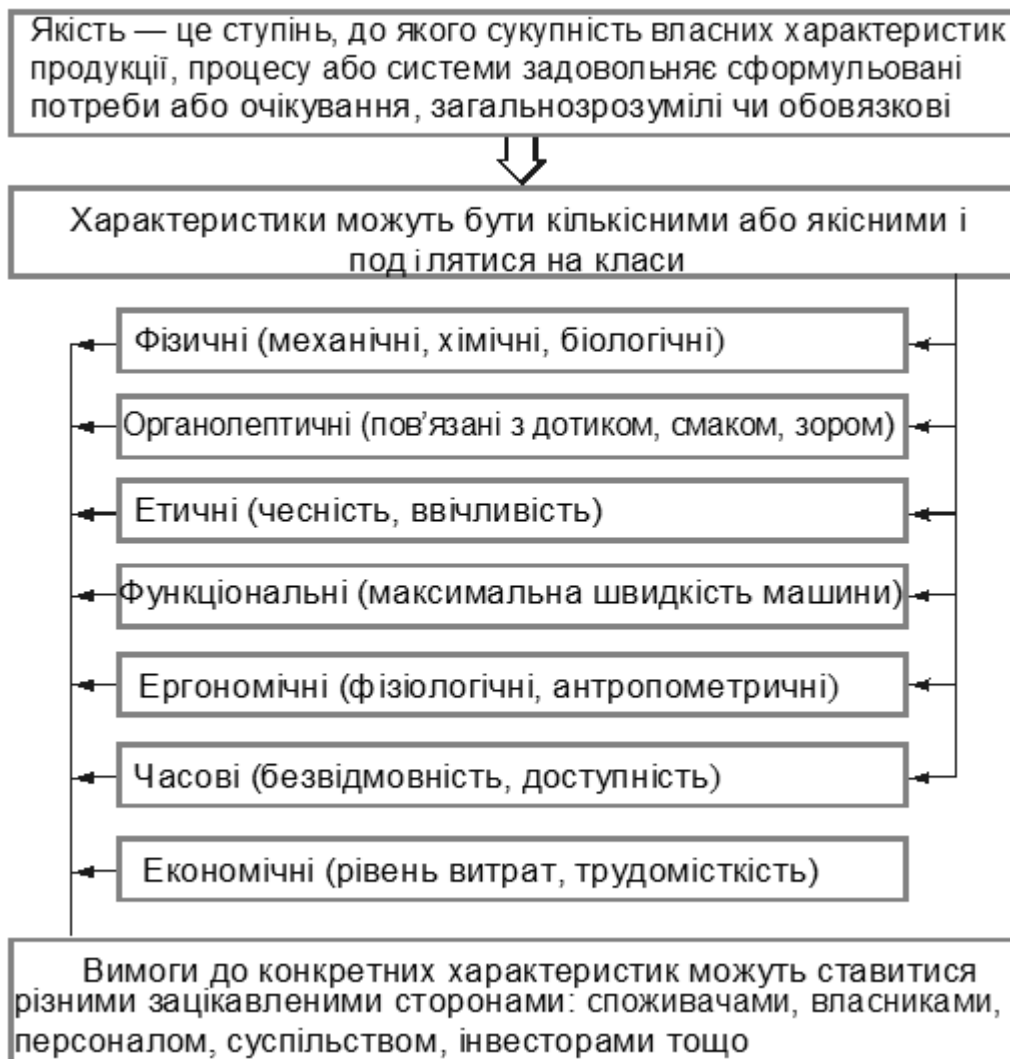 Якість — це ступінь, до якого сукупність власних характеристик
продукції, процесу або системи задовольняє сформульовані
потреби або очікування, загальнозрозумілі чи обовязкові
Характеристики можуть бути кількісними або якісними і
под ілятися на класи
Фізичні (механічні, хімічні, біологічні)
Органолептичні (пов’язані з дотиком, смаком, зором)
Етичні (чесність, ввічливість)
Функціональні (максимальна швидкість машини)
Ергономічні (фізіологічні, антропометричні)
Часові (безвідмовність, доступність)
Економічні (рівень витрат, трудомісткість)
Вимоги до конкретних характеристик можуть ставитися
різними зацікавленими сторонами: споживачами, власниками,
персоналом, суспільством, інвесторами тощо